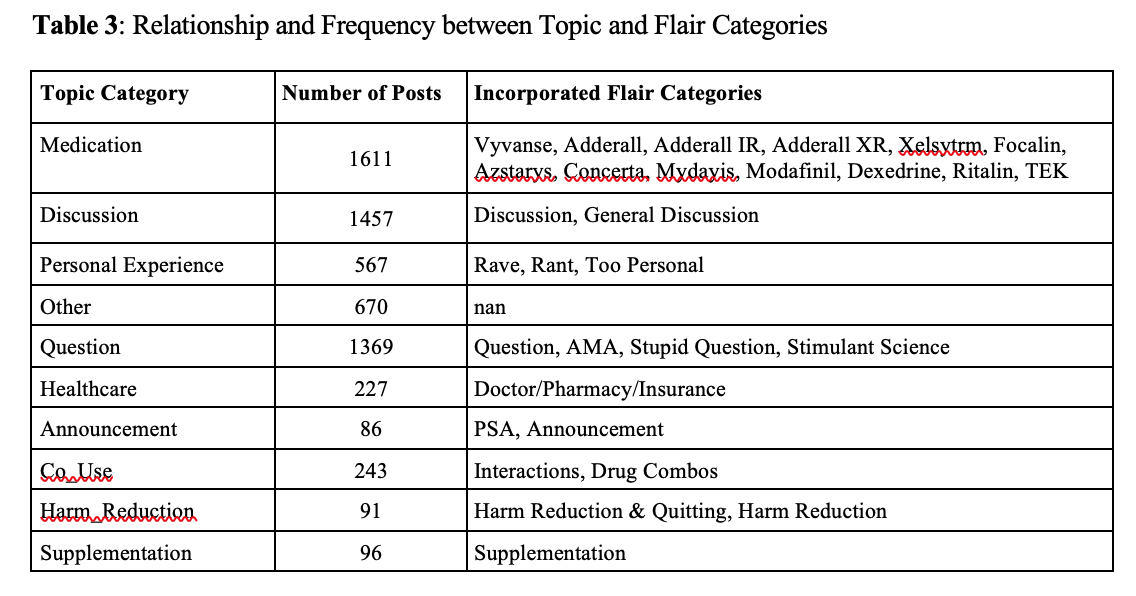 Table 3: Relationship and Frequency between Topic and Flair Categories
Topic Category Number of Posts Incorporated Flair Categories
Medication 1611 Vyvanse, Adderall, Adderall IR, Adderall XR, Xelsytrm, Focalin,
Azstarys, Concerta, Mydayis, Modafinil, Dexedrine, Ritalin, TEK
Discussion 1457 Discussion, General Discussion
Personal Experience 567 Rave, Rant, Too Personal
Other 670 nan
Question 1369 Question, AMA, Stupid Question, Stimulant Science
Healthcare 227 Doctor/Pharmacy/Insurance
Announcement 86 PSA, Announcement
Co_Use 243 Interactions, Drug Combos
Harm_Reduction 91 Harm Reduction & Quitting, Harm Reduction
Supplementation 96 Supplementation